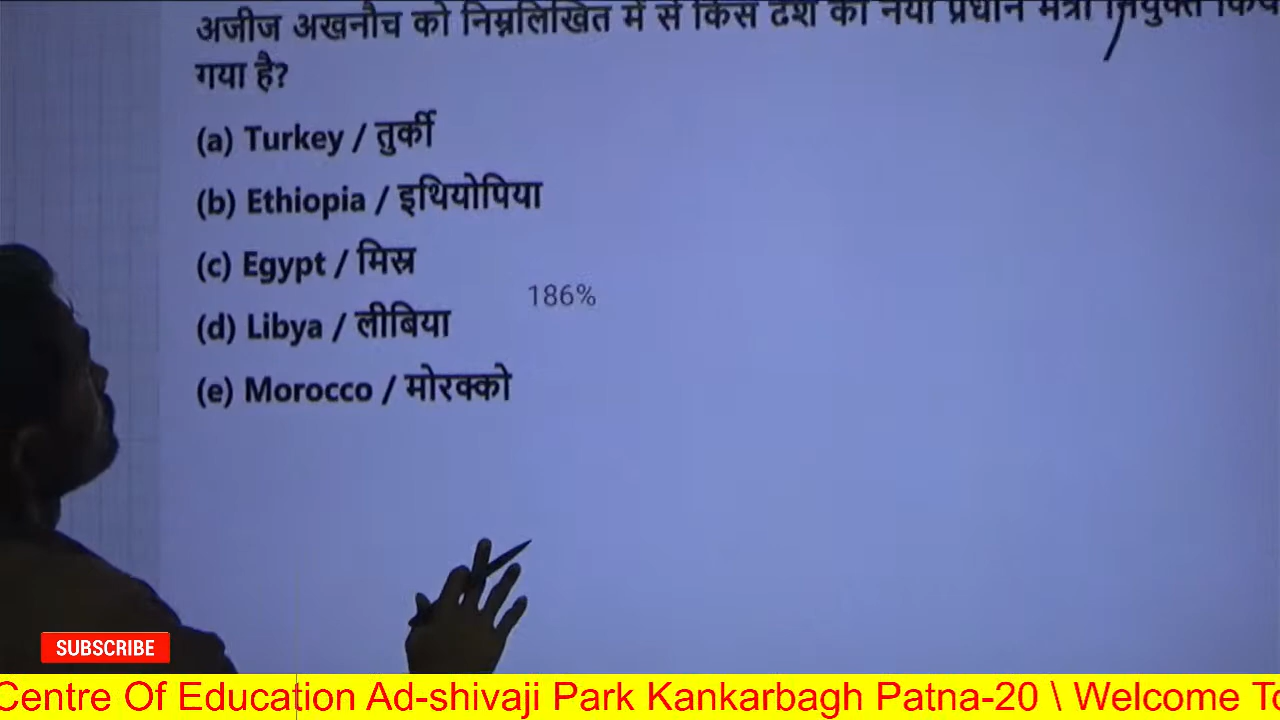 अजीज अखनौच को निम्नलिखित में से किस देश का नया प्रधान मंत्री नियुक्त
गया है?
(a) Turkey / तुर्की
(b) Ethiopia / इथियोपिया
(c) Egypt / मिस्र
186%
(d) Libya / लीबिया
(e) Morocco / मोरक्को
SUBSCRIBE
Centre Of Education Ad-shivaji Park Kankarbagh Patna-20 \ Welcome To